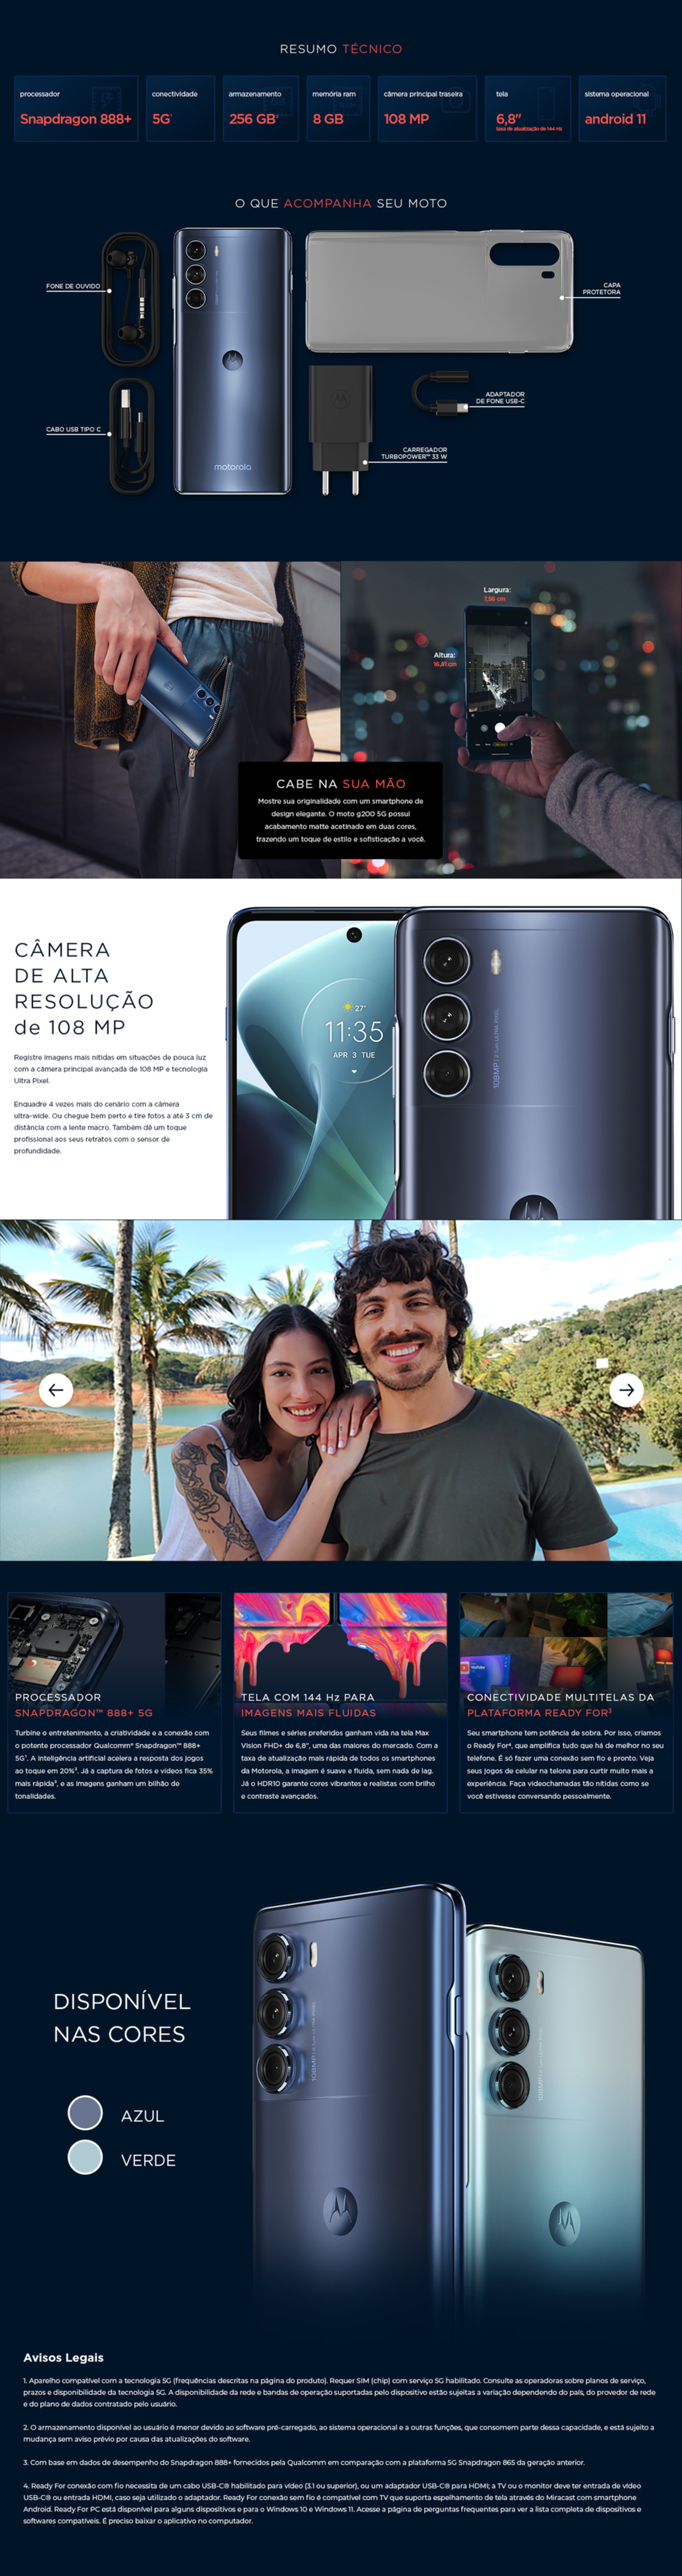 RESUMO TÉCNICO
processador
Snapdragon 888+
conectividade
5G¹
armazenamento
256 GB²
memória ram
8 GB
câmera principal traseira
108 MP
tela
6,8"
taxa de atualização de 144 Hz
sistema operacional
android 11
O QUE ACOMPANHA SEU MOTO
FONE DE OUVIDO
CAPA
PROTETORA
ADAPTADOR
DE FONE USB-C
CABO USB TIPO C
CARREGADOR
TURBOPOWER™ 33 W
motorola
Largura:
7,56 cm
Altura:
16,81 cm
CABE NA SUA MÃO
Mostre sua originalidade com um smartphone de
design elegante. O moto g200 5G possui
acabamento matte acetinado em duas cores,
trazendo um toque de estilo e sofisticação a você.
CÂMERA
DE ALTA
RESOLUÇÃO
de 108 MP
Registre imagens mais nítidas em situações de pouca luz
com a câmera principal avançada de 108 MP e tecnologia
Ultra Pixel.
Enquadre 4 vezes mais do cenário com a câmera
ultra-wide. Ou chegue bem perto e tire fotos a até 3 cm de
distância com a lente macro. Também dê um toque
profissional aos seus retratos com o sensor de
profundidade.
27°
11:35
APR 3 TUE
108MP | 2.1μm ULTRA PIXEL
PROCESSADOR
SNAPDRAGON™ 888+ 5G
Turbine o entretenimento, a criatividade e a conexão com
o potente processador Qualcomm® Snapdragon™ 888+
5G¹. A inteligência artificial acelera a resposta dos jogos
ao toque em 20%³. Já a captura de fotos e vídeos fica 35%
mais rápida³, e as imagens ganham um bilhão de
tonalidades.
TELA COM 144 Hz PARA
IMAGENS MAIS FLUIDAS
Seus filmes e séries preferidos ganham vida na tela Max
Vision FHD+ de 6,8", uma das maiores do mercado. Com a
taxa de atualização mais rápida de todos os smartphones
da Motorola, a imagem é suave e fluida, sem nada de lag.
Já o HDR10 garante cores vibrantes e realistas com brilho
e contraste avançados.
YouTube
CONECTIVIDADE MULTITELAS DA
PLATAFORMA READY FOR³
Seu smartphone tem potência de sobra. Por isso, criamos
o Ready For⁴, que amplifica tudo que há de melhor no seu
telefone. É só fazer uma conexão sem fio e pronto. Veja
seus jogos de celular na telona para curtir muito mais a
experiência. Faça videochamadas tão nítidas como se
você estivesse conversando pessoalmente.
DISPONÍVEL
NAS CORES
AZUL
VERDE
Avisos Legais
1. Aparelho compatível com a tecnologia 5G (frequências descritas na página do produto). Requer SIM (chip) com serviço 5G habilitado. Consulte as operadoras sobre planos de serviço,
prazos e disponibilidade da tecnologia 5G. A disponibilidade da rede e bandas de operação suportadas pelo dispositivo estão sujeitas a variação dependendo do país, do provedor de rede
e do plano de dados contratado pelo usuário.
2. O armazenamento disponível ao usuário é menor devido ao software pré-carregado, ao sistema operacional e a outras funções, que consomem parte dessa capacidade, e está sujeito a
mudança sem aviso prévio por causa das atualizações do software.
3. Com base em dados de desempenho do Snapdragon 888+ fornecidos pela Qualcomm em comparação com a plataforma 5G Snapdragon 865 da geração anterior.
4. Ready For conexão com fio necessita de um cabo USB-C® habilitado para vídeo (3.1 ou superior), ou um adaptador USB-C® para HDMI; a TV ou o monitor deve ter entrada de vídeo
USB-C® ou entrada HDMI, caso seja utilizado o adaptador. Ready For conexão sem fio é compatível com TV que suporta espelhamento de tela através do Miracast com smartphone
Android. Ready For PC está disponível para alguns dispositivos e para o Windows 10 e Windows 11. Acesse a página de perguntas frequentes para ver a lista completa de dispositivos e
softwares compatíveis. É preciso baixar o aplicativo no computador.